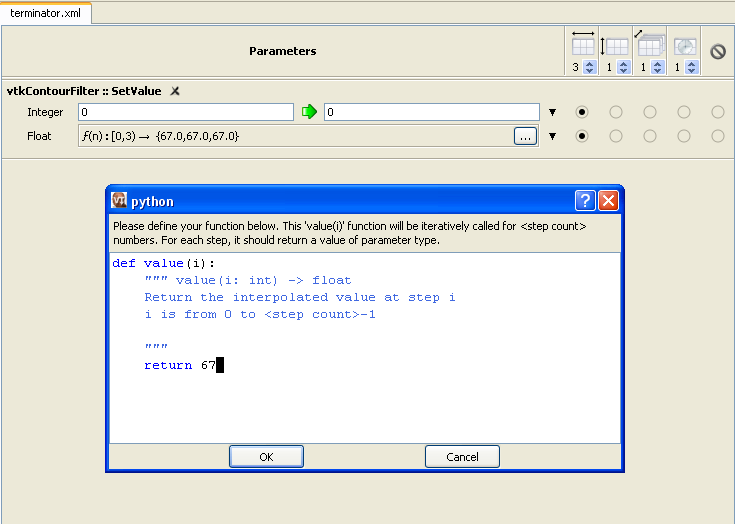 terminator.xml
Parameters
3 1 1 1
vtkContourFilter :: SetValue
Integer 0 0
Float f(n) : [0,3) → {67.0,67.0,67.0} ...
VT python ?
Please define your function below. This 'value(i)' function will be iteratively called for <step count>
numbers. For each step, it should return a value of parameter type.
def value(i):
""" value(i: int) -> float
Return the interpolated value at step i
i is from 0 to <step count>-1
"""
return 67
OK Cancel